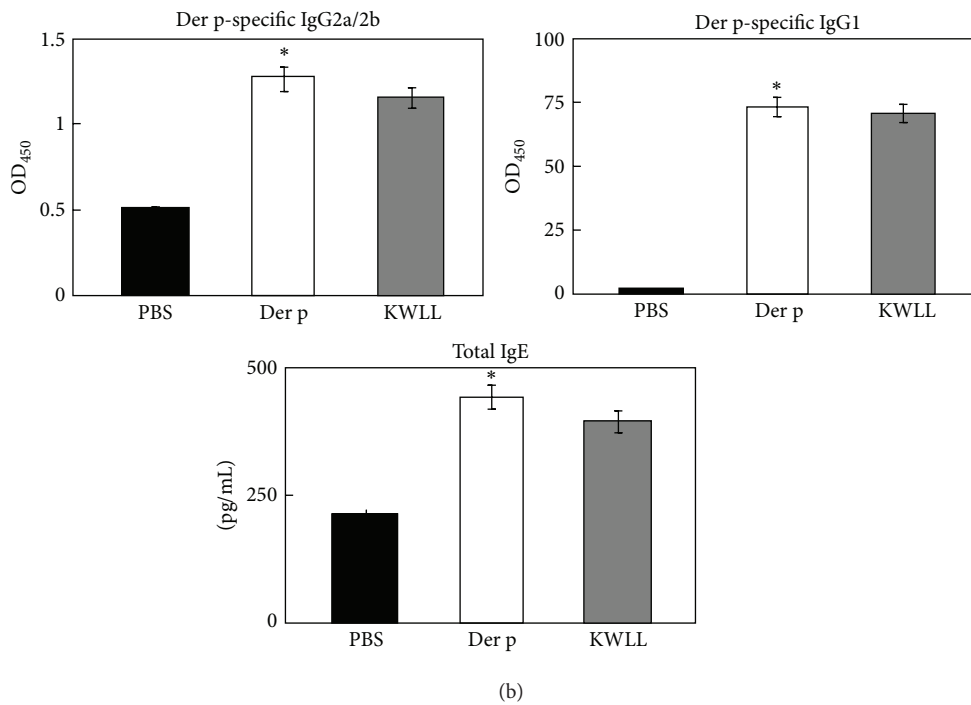 Der p-specific IgG2a/2b
1.5
1
0.5
0
OD450
*
PBS
Der p
KWLL
Der p-specific IgG1
100
75
50
25
0
OD450
*
PBS
Der p
KWLL
Total IgE
500
250
0
(pg/mL)
*
PBS
Der p
KWLL
(b)